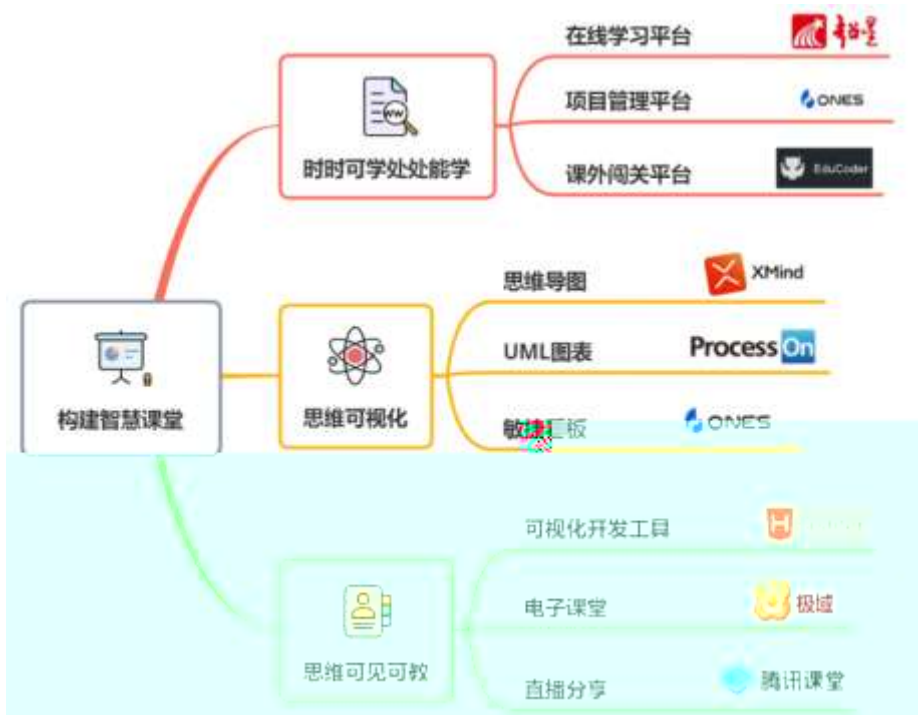 在线学习平台
项目管理平台 ONES
时时可学处处能学
课外闯关平台 EduCoder
思维导图 XMind
UML图表 ProcessOn
构建智慧课堂
思维可视化
敏捷看板 ONES
可视化开发工具
电子课堂 极域
思维可见可教
直播分享 腾讯课堂